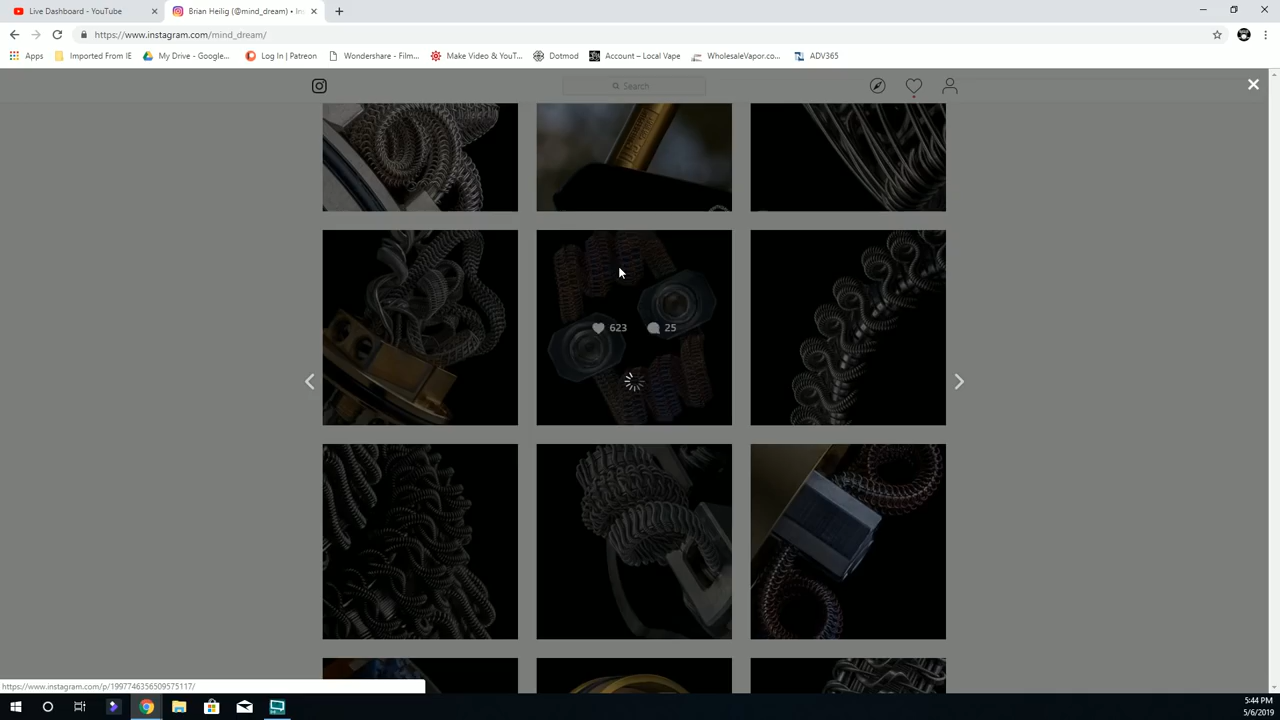 Live Dashboard - YouTube
Brian Heilig (@mind_dream) • Ins
https://www.instagram.com/mind_dream/
Apps
Imported From IE
My Drive - Google...
Log In | Patreon
Wondershare - Film...
Make Video & YouT...
Dotmod
Account – Local Vape
WholesaleVapor.co...
ADV365
Search
623
25
https://www.instagram.com/p/1997746356509575117/
5:44 PM
5/6/2019